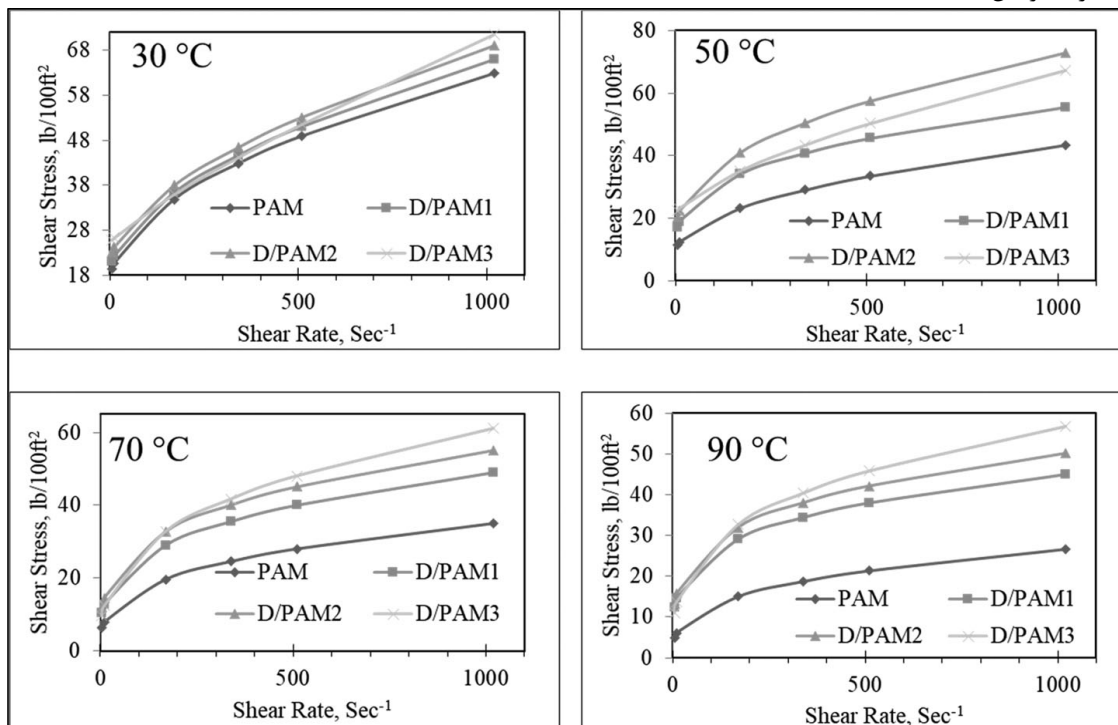 30 °C
Shear Stress, lb/100ft²
68
58
48
38
28
18
PAM
D/PAM1
D/PAM2
D/PAM3
0
500
1000
Shear Rate, Sec⁻¹
50 °C
Shear Stress, lb/100ft²
80
60
40
20
0
PAM
D/PAM1
D/PAM2
D/PAM3
0
500
1000
Shear Rate, Sec⁻¹
70 °C
Shear Stress, lb/100ft²
60
40
20
0
PAM
D/PAM1
D/PAM2
D/PAM3
0
500
1000
Shear Rate, Sec⁻¹
90 °C
Shear Stress, lb/100ft²
60
50
40
30
20
10
0
PAM
D/PAM1
D/PAM2
D/PAM3
0
500
1000
Shear Rate, Sec⁻¹